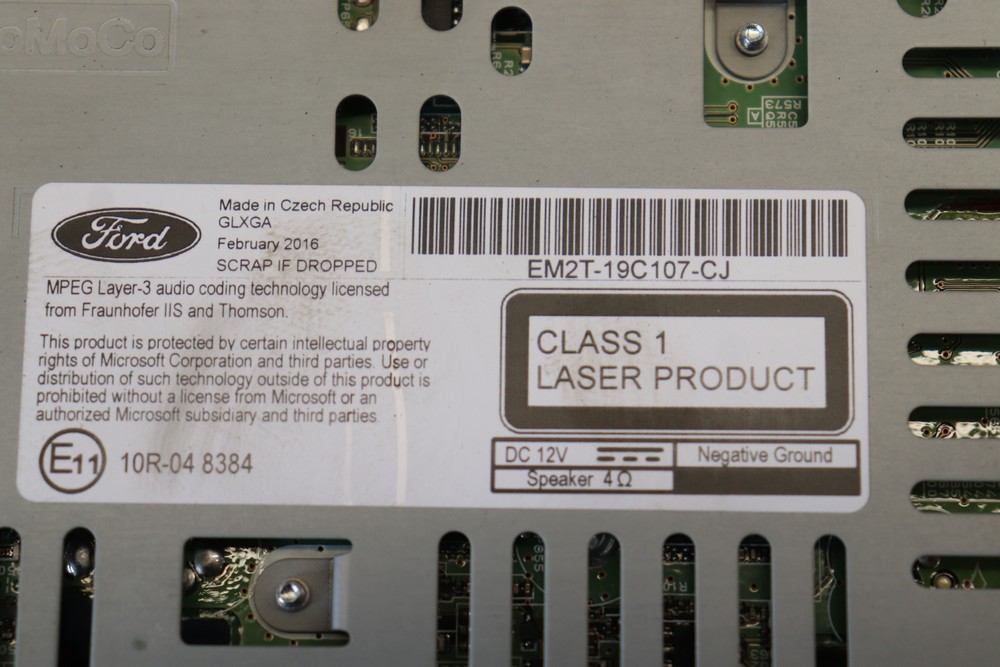 FoMoCo
R573
A
Ford
Made in Czech Republic
GLXGA
February 2016
SCRAP IF DROPPED
EM2T-19C107-CJ
MPEG Layer-3 audio coding technology licensed
from Fraunhofer IIS and Thomson.
This product is protected by certain intellectual property
rights of Microsoft Corporation and third parties. Use or
distribution of such technology outside of this product is
prohibited without a license from Microsoft or an
authorized Microsoft subsidiary and third parties.
CLASS 1
LASER PRODUCT
E11 10R-04 8384
DC 12V
Negative Ground
Speaker 4Ω